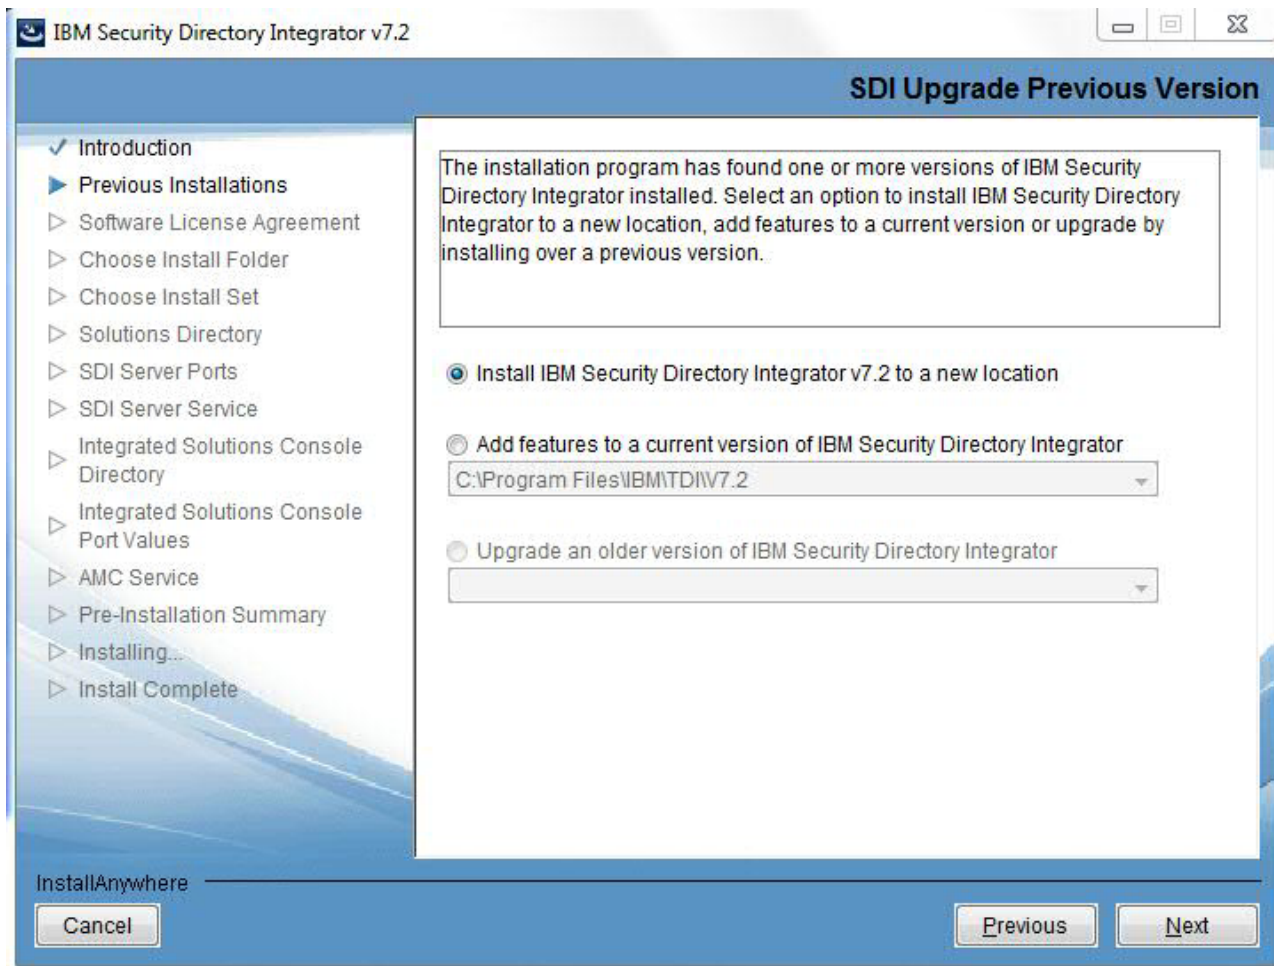 IBM Security Directory Integrator v7.2
SDI Upgrade Previous Version
Introduction
Previous Installations
Software License Agreement
Choose Install Folder
Choose Install Set
Solutions Directory
SDI Server Ports
SDI Server Service
Integrated Solutions Console
Directory
Integrated Solutions Console
Port Values
AMC Service
Pre-Installation Summary
Installing...
Install Complete
The installation program has found one or more versions of IBM Security
Directory Integrator installed. Select an option to install IBM Security Directory
Integrator to a new location, add features to a current version or upgrade by
installing over a previous version.
Install IBM Security Directory Integrator v7.2 to a new location
Add features to a current version of IBM Security Directory Integrator
C:\Program Files\IBM\TDI\V7.2
Upgrade an older version of IBM Security Directory Integrator
InstallAnywhere
Cancel
Previous
Next